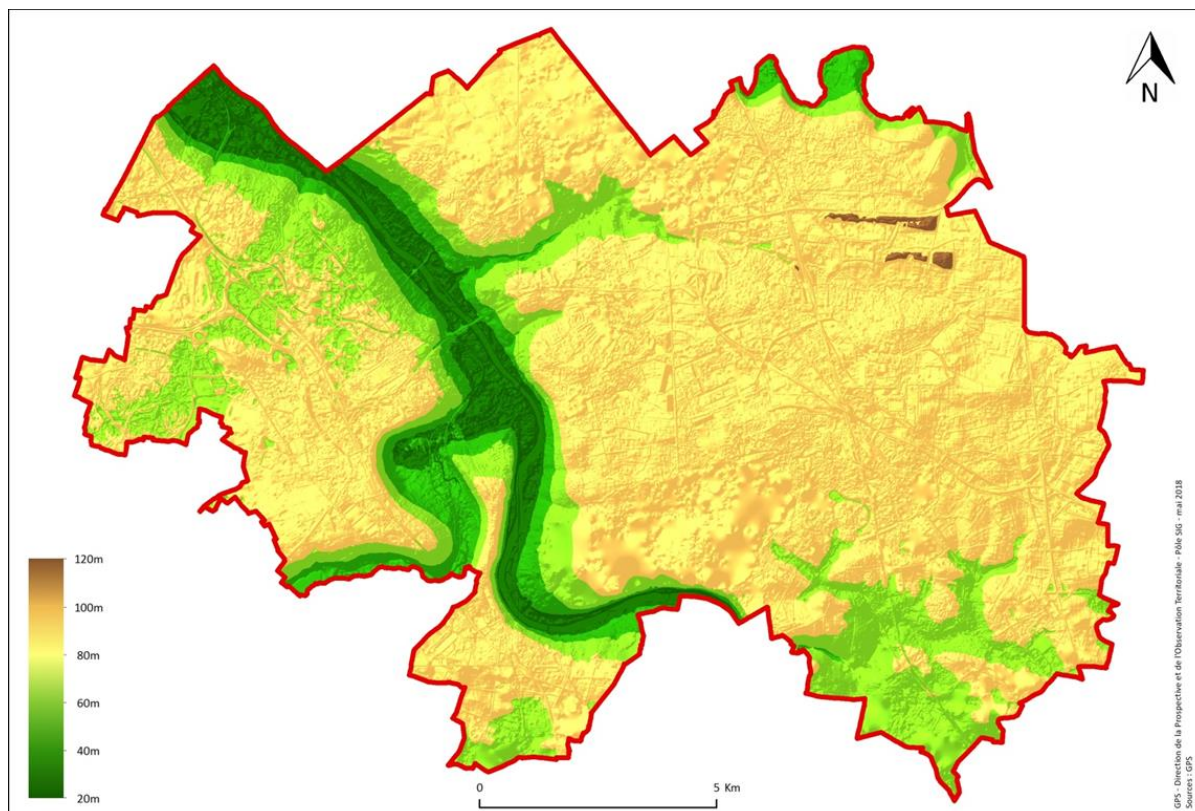 N
120m
100m
80m
60m
40m
20m
0
5 Km
GPS - Direction de la Prospective et de l'Observation Territoriale - Pôle SIG - mai 2018
Sources : GPS